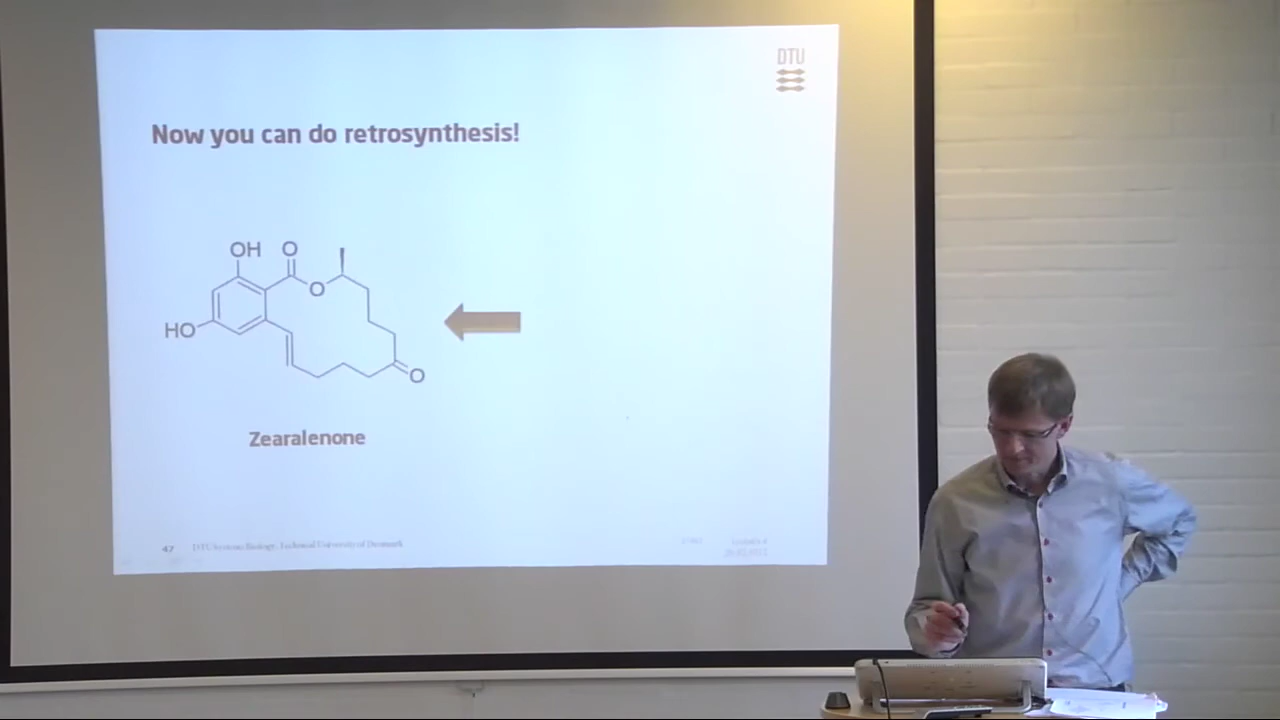 DTU
Now you can do retrosynthesis!
OH O
O
HO
O
Zearalenone
47 DTU Systems Biology, Technical University of Denmark